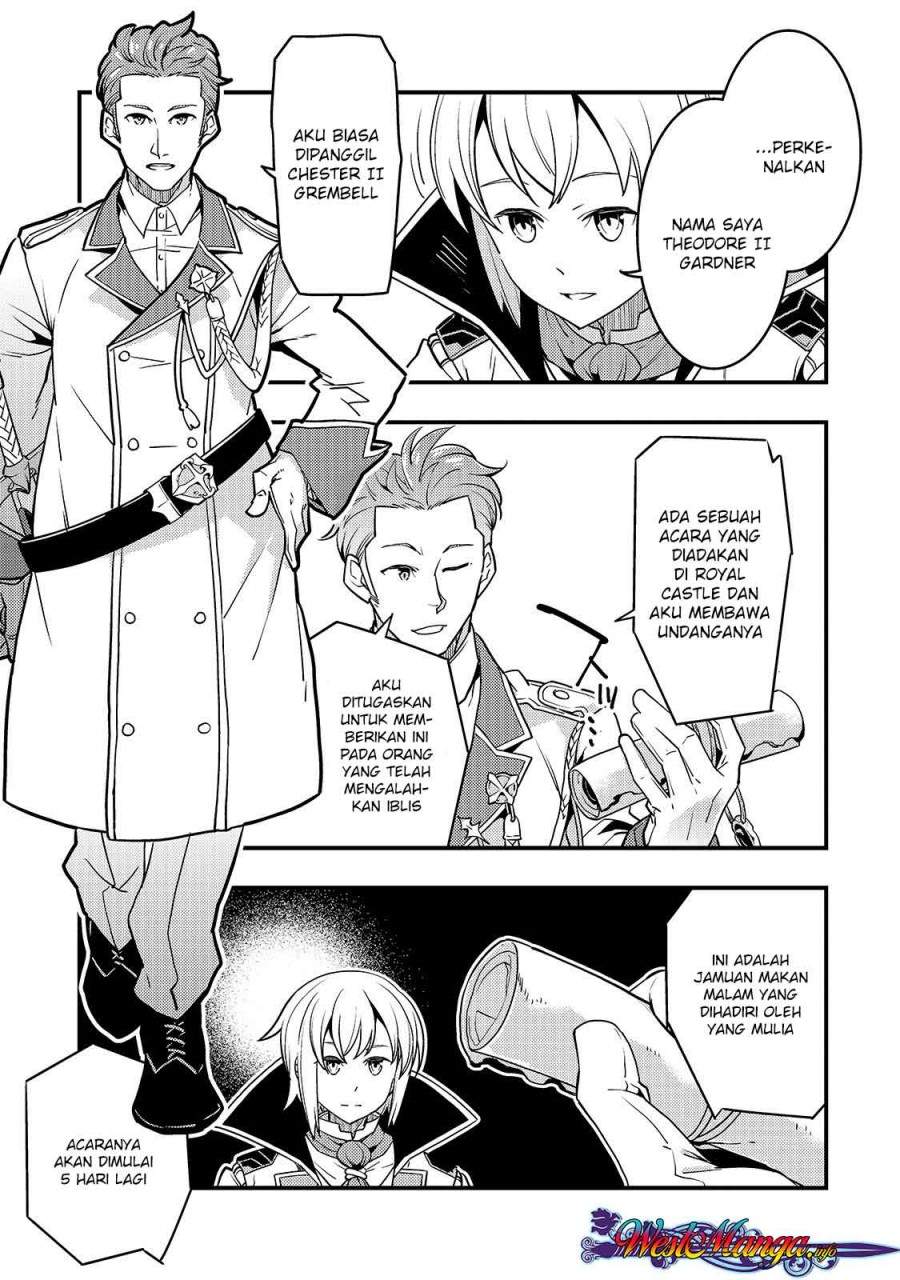 ...PERKE-
NALKAN
NAMA SAYA
THEODORE II
GARDNER
AKU BIASA
DIPANGGIL
CHESTER II
GREMBELL
ADA SEBUAH
ACARA YANG
DIADAKAN
DI ROYAL
CASTLE DAN
AKU MEMBAWA
UNDANGANYA
AKU
DITUGASKAN
UNTUK MEM-
BERIKAN INI
PADA ORANG
YANG TELAH
MENGALAH-
KAN IBLIS
INI ADALAH
JAMUAN MAKAN
MALAM YANG
DIHADIRI OLEH
YANG MULIA
ACARANYA
AKAN DIMULAI
5 HARI LAGI
WestManga.info